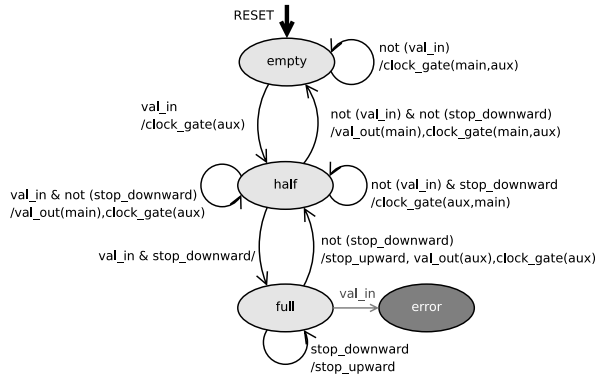 RESET
empty
not (val_in)
/clock_gate(main,aux)
val_in
/clock_gate(aux)
not (val_in) & not (stop_downward)
/val_out(main),clock_gate(main,aux)
val_in & not (stop_downward)
/val_out(main),clock_gate(aux)
half
not (val_in) & stop_downward
/clock_gate(aux,main)
val_in & stop_downward/
not (stop_downward)
/stop_upward, val_out(aux),clock_gate(aux)
full
val_in
error
stop_downward
/stop_upward